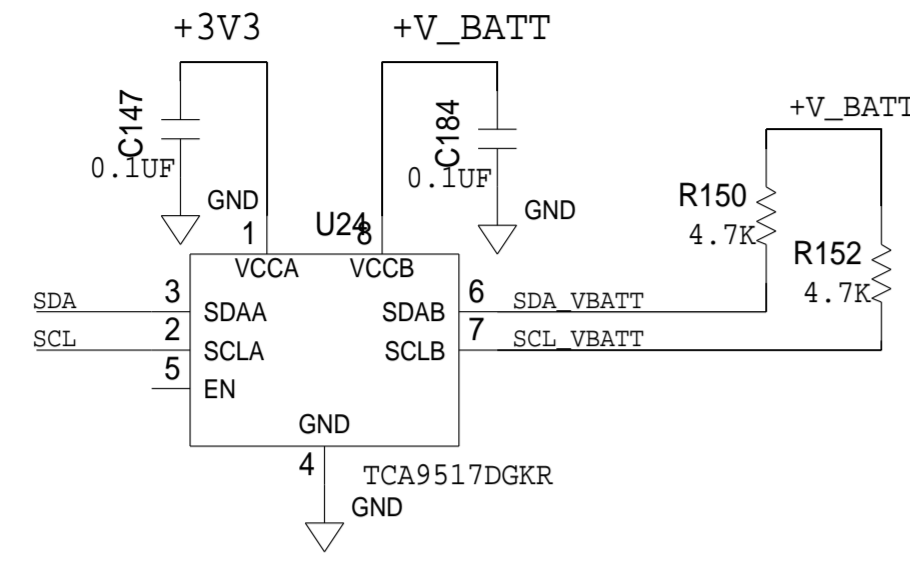 +3V3
+V_BATT
C147
0.1UF
GND
C184
0.1UF
GND
+V_BATT
R150
4.7K
R152
4.7K
1
U24
8
VCCA
VCCB
SDA
3
SDAA
SDAB
6
SDA_VBATT
SCL
2
SCLA
SCLB
7
SCL_VBATT
5
EN
GND
4
TCA9517DGKR
GND